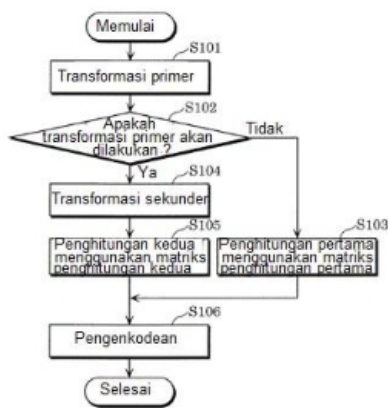 Memulai
S101
Transformasi primer
S102
Apakah
transformasi primer akan
dilakukan ?
Tidak
Ya
S104
Transformasi sekunder
S105
Penghitungan kedua
menggunakan matriks
penghitungan kedua
S103
Penghitungan pertama
menggunakan matriks
penghitungan pertama
S106
Pengenkodean
Selesai